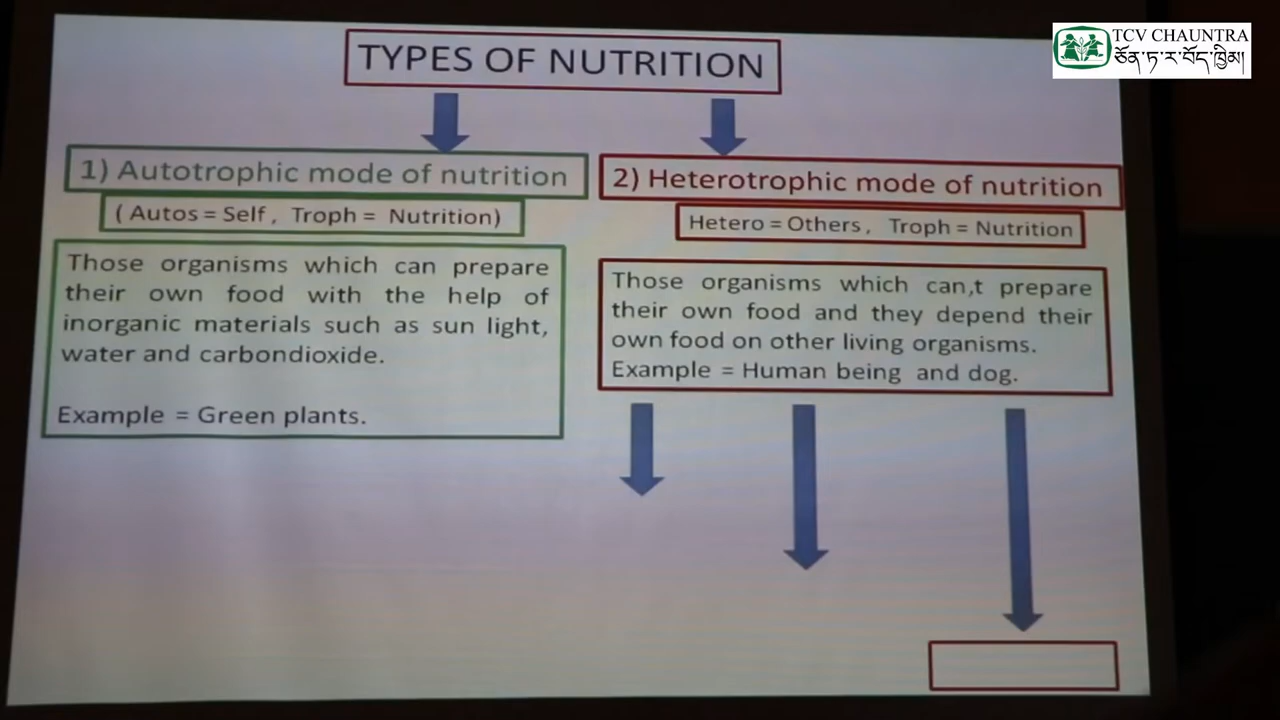 TYPES OF NUTRITION
TCV CHAUNTRA
ཅོན་ཏ་ར་བོད་ཁྱིམ།
1) Autotrophic mode of nutrition
( Autos = Self , Troph = Nutrition)
Those organisms which can prepare
their own food with the help of
inorganic materials such as sun light,
water and carbondioxide.
Example = Green plants.
2) Heterotrophic mode of nutrition
Hetero = Others , Troph = Nutrition
Those organisms which can,t prepare
their own food and they depend their
own food on other living organisms.
Example = Human being and dog.